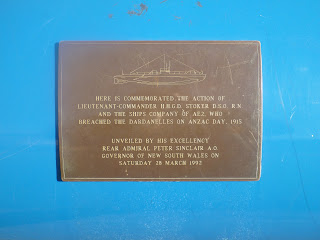 HERE IS COMMEMORATED THE ACTION OF
LIEUTENANT-COMMANDER H.H.G.D. STOKER D.S.O. R.N.
AND THE SHIPS COMPANY OF AE2, WHO
BREACHED THE DARDANELLES ON ANZAC DAY, 1915
UNVEILED BY HIS EXCELLENCY
REAR ADMIRAL PETER SINCLAIR A.O.
GOVERNOR OF NEW SOUTH WALES ON
SATURDAY 28 MARCH 1992